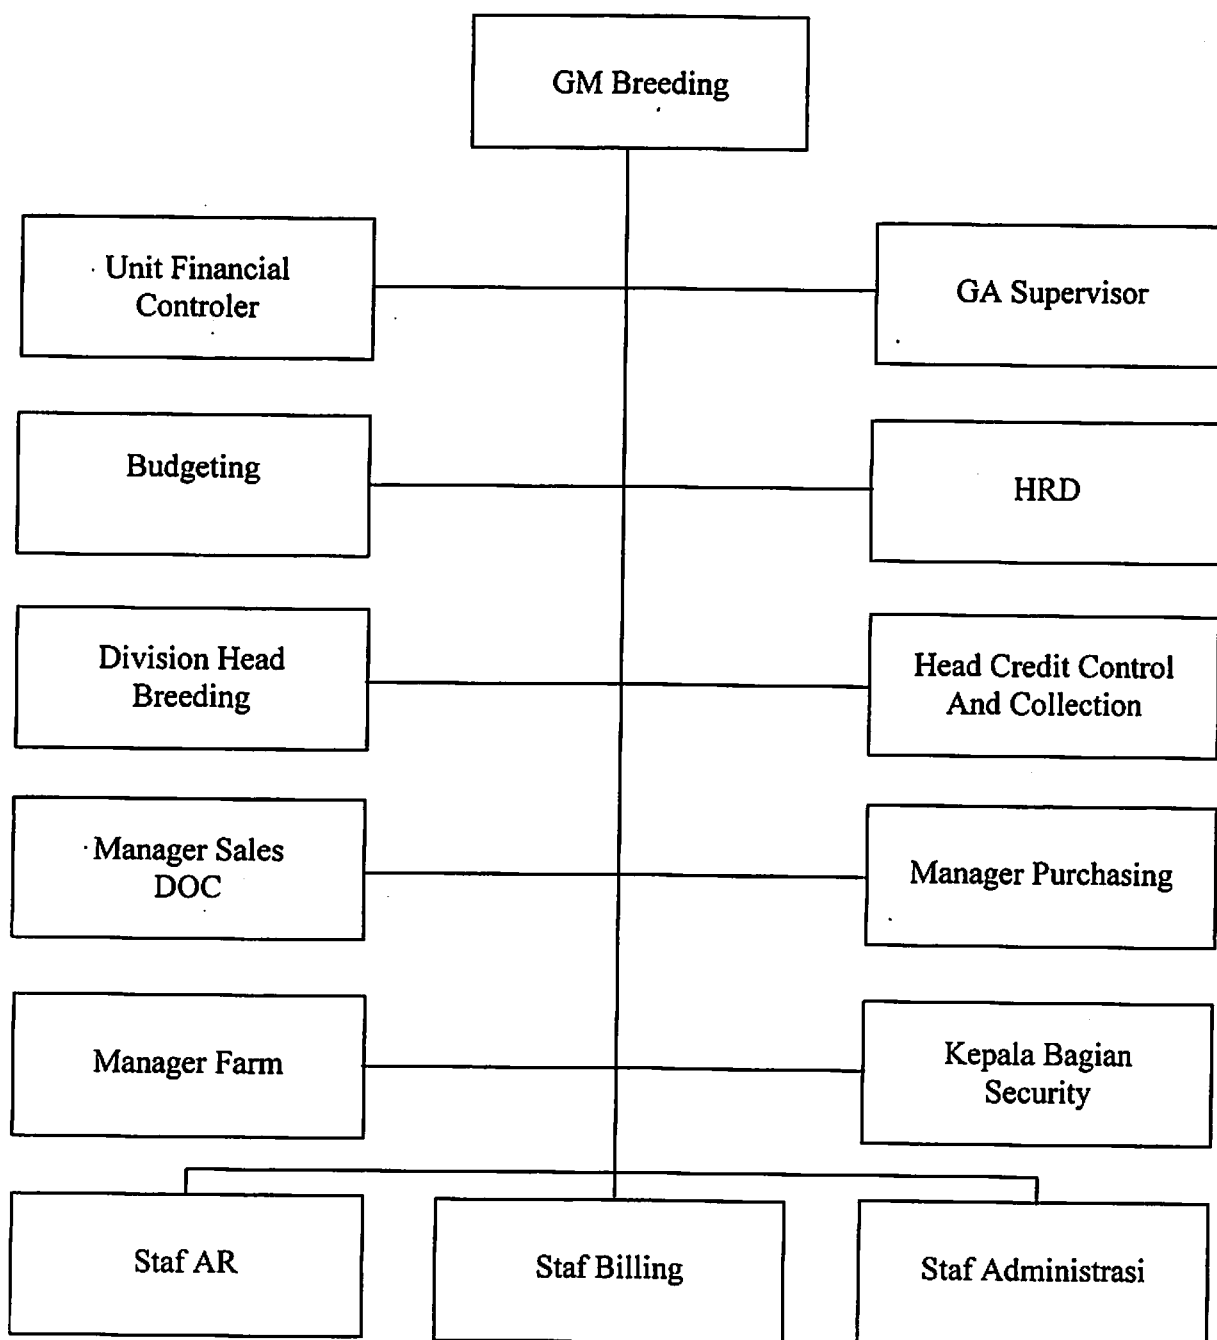 GM Breeding
Unit Financial
Controler
GA Supervisor
Budgeting
HRD
Division Head
Breeding
Head Credit Control
And Collection
Manager Sales
DOC
Manager Purchasing
Manager Farm
Kepala Bagian
Security
Staf AR
Staf Billing
Staf Administrasi